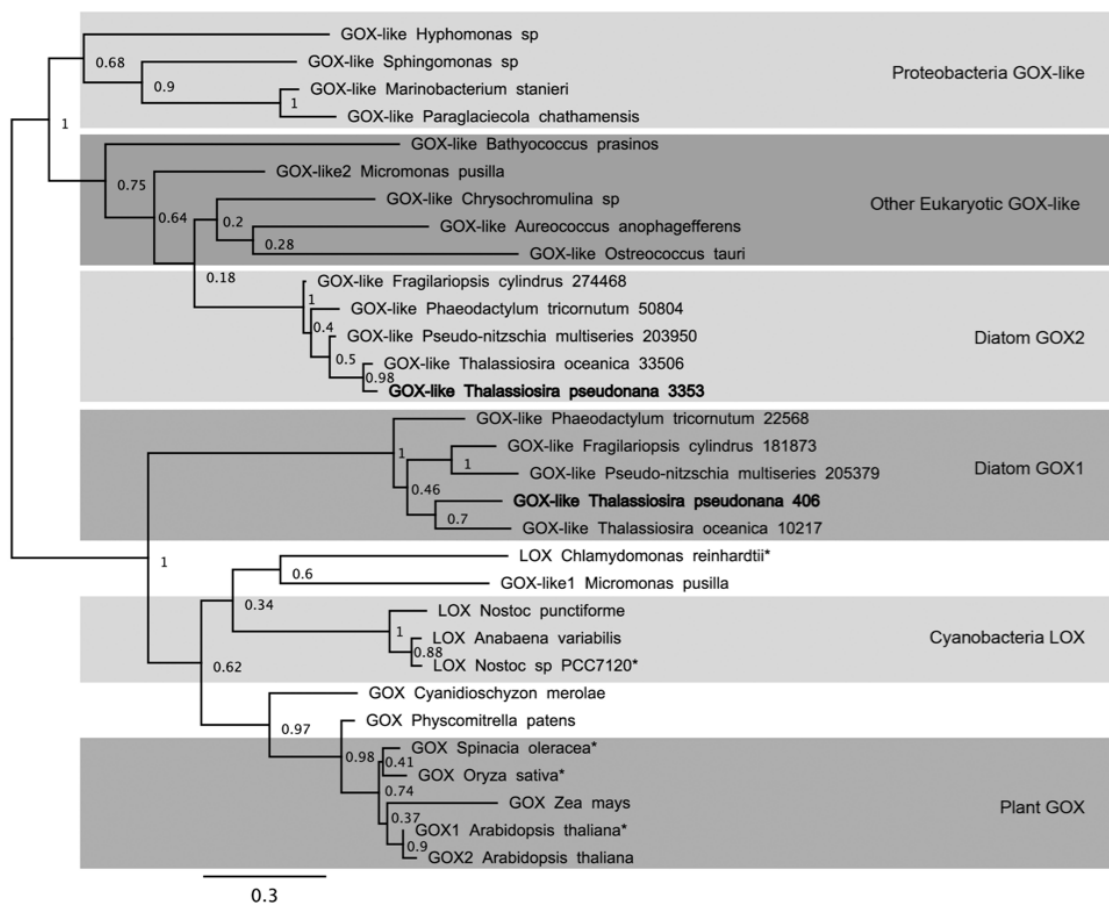 GOX-like Hyphomonas sp
0.68
GOX-like Sphingomonas sp
Proteobacteria GOX-like
0.9
GOX-like Marinobacterium stanieri
1
GOX-like Paraglaciecola chathamensis
1
GOX-like Bathyococcus prasinos
GOX-like2 Micromonas pusilla
0.75
GOX-like Chrysochromulina sp
Other Eukaryotic GOX-like
0.64
0.2
GOX-like Aureococcus anophagefferens
0.28
GOX-like Ostreococcus tauri
0.18
GOX-like Fragilariopsis cylindrus 274468
1
GOX-like Phaeodactylum tricornutum 50804
0.4
GOX-like Pseudo-nitzschia multiseries 203950
Diatom GOX2
0.5
GOX-like Thalassiosira oceanica 33506
0.98
GOX-like Thalassiosira pseudonana 3353
GOX-like Phaeodactylum tricornutum 22568
1
GOX-like Fragilariopsis cylindrus 181873
1
GOX-like Pseudo-nitzschia multiseries 205379
Diatom GOX1
0.46
GOX-like Thalassiosira pseudonana 406
0.7
GOX-like Thalassiosira oceanica 10217
1
LOX Chlamydomonas reinhardtii*
0.6
GOX-like1 Micromonas pusilla
0.34
LOX Nostoc punctiforme
1
LOX Anabaena variabilis
Cyanobacteria LOX
0.88
0.62
LOX Nostoc sp PCC7120*
GOX Cyanidioschyzon merolae
0.97
GOX Physcomitrella patens
0.98
GOX Spinacia oleracea*
0.41
GOX Oryza sativa*
0.74
GOX Zea mays
Plant GOX
0.37
GOX1 Arabidopsis thaliana*
0.9
GOX2 Arabidopsis thaliana
0.3